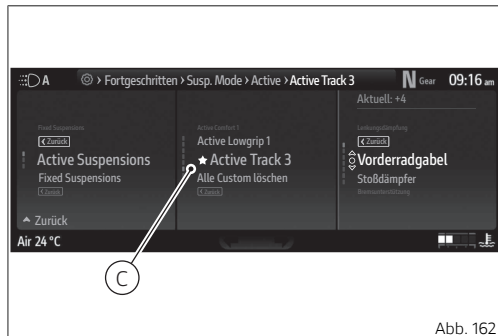 A Fortgeschritten › Susp. Mode › Active › Active Track 3 N Gear 09:16 am
Fixed Suspensions
Zurück
Active Suspensions
Fixed Suspensions
Zurück
Zurück
Active Comfort 1
Active Lowgrip 1
★ Active Track 3
Alle Custom löschen
Zurück
Aktuell: +4
Lenkungsdämpfung
Zurück
Vorderradgabel
Stoßdämpfer
Bremsunterstützung
Air 24 °C
C
Abb. 162